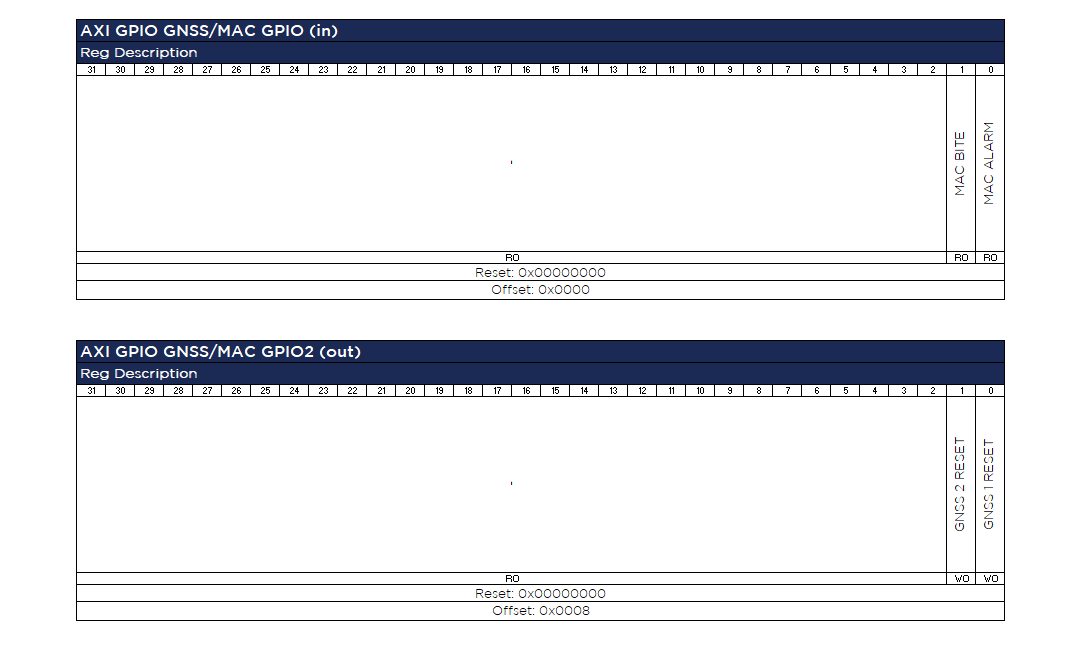 AXI GPIO GNSS/MAC GPIO (in)
Reg Description
31 30 29 28 27 26 25 24 23 22 21 20 19 18 17 16 15 14 13 12 11 10 9 8 7 6 5 4 3 2 1 0
' MAC BITE MAC ALARM
RO RO RO
Reset: 0x00000000
Offset: 0x0000
AXI GPIO GNSS/MAC GPIO2 (out)
Reg Description
31 30 29 28 27 26 25 24 23 22 21 20 19 18 17 16 15 14 13 12 11 10 9 8 7 6 5 4 3 2 1 0
' GNSS 2 RESET GNSS 1 RESET
RO WO WO
Reset: 0x00000000
Offset: 0x0008